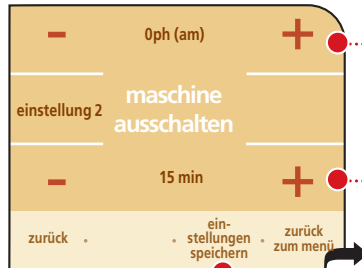 − 0ph (am) +
einstellung 2
maschine
ausschalten
− 15 min +
zurück
ein-
stellungen
speichern
zurück
zum menü